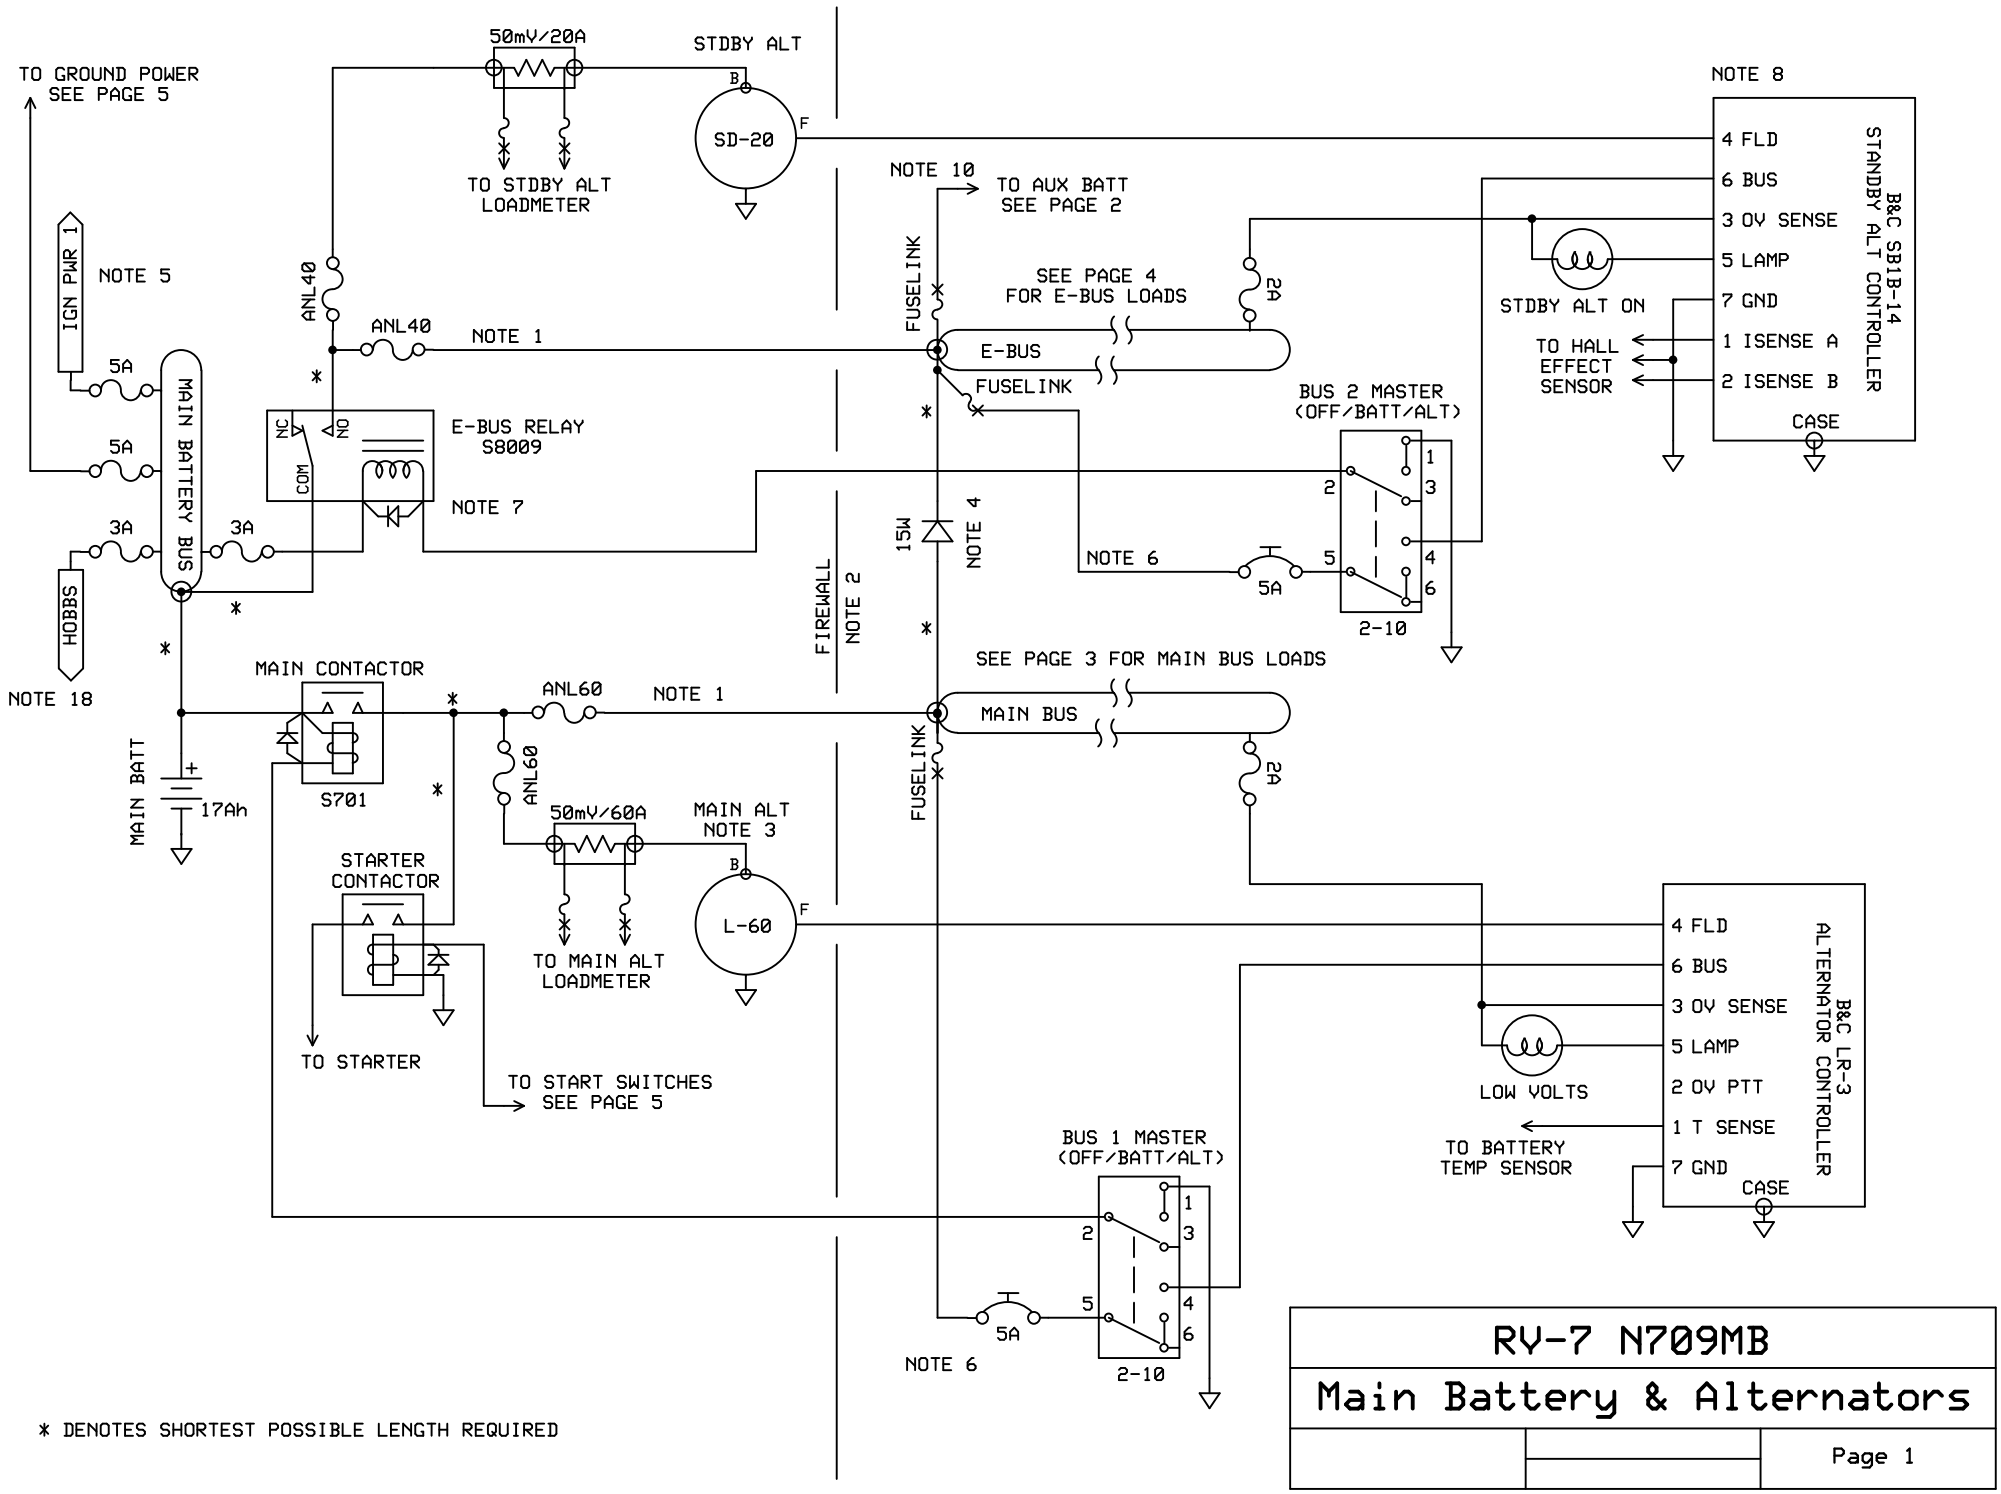 50mV/20A
STDBY ALT
TO GROUND POWER
SEE PAGE 5
B
F
SD-20
TO STDBY ALT
LOADMETER
NOTE 8
4 FLD
6 BUS
3 OV SENSE
5 LAMP
7 GND
1 ISENSE A
2 ISENSE B
CASE
B&C SB1B-14
STANDBY ALT CONTROLLER
NOTE 10
TO AUX BATT
SEE PAGE 2
FUSELINK
IGN PWR 1
NOTE 5
ANL40
ANL40
NOTE 1
SEE PAGE 4
FOR E-BUS LOADS
2A
STDBY ALT ON
TO HALL
EFFECT
SENSOR
E-BUS
FUSELINK
5A
*
MAIN BATTERY BUS
NC
NO
COM
E-BUS RELAY
S8009
NOTE 7
*
BUS 2 MASTER
(OFF/BATT/ALT)
1
2
3
4
5
6
2-10
5A
3A
3A
HOBBS
NOTE 18
*
*
15W
NOTE 4
NOTE 6
5A
FIREWALL
NOTE 2
*
MAIN CONTACTOR
S701
*
ANL60
NOTE 1
SEE PAGE 3 FOR MAIN BUS LOADS
MAIN BUS
FUSELINK
2A
MAIN BATT
+
17Ah
*
ANL60
50mV/60A
MAIN ALT
NOTE 3
B
F
L-60
TO MAIN ALT
LOADMETER
STARTER
CONTACTOR
TO STARTER
TO START SWITCHES
SEE PAGE 5
4 FLD
6 BUS
3 OV SENSE
5 LAMP
2 OV PTT
1 T SENSE
7 GND
CASE
B&C LR-3
ALTERNATOR CONTROLLER
LOW VOLTS
TO BATTERY
TEMP SENSOR
BUS 1 MASTER
(OFF/BATT/ALT)
1
2
3
4
5
6
2-10
5A
NOTE 6
* DENOTES SHORTEST POSSIBLE LENGTH REQUIRED
RV-7 N709MB
Main Battery & Alternators
Page 1